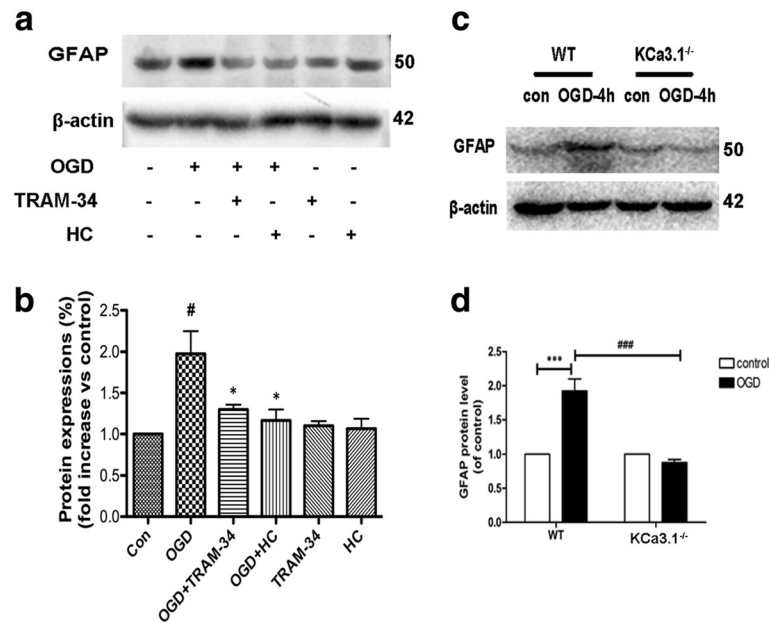 a
GFAP
50
β-actin
42
OGD - + + + - -
TRAM-34 - - + - + -
HC - - - + - +
b
Protein expressions (%)
(fold increase vs control)
2.5
2.0
1.5
1.0
0.5
0.0
#
*
*
Con
OGD
OGD+TRAM-34
OGD+HC
TRAM-34
HC
c
WT KCa3.1-/-
con OGD-4h con OGD-4h
GFAP
50
β-actin
42
d
GFAP protein level
(of control)
2.5
2.0
1.5
1.0
0.5
0.0
***
###
control
OGD
WT
KCa3.1-/-